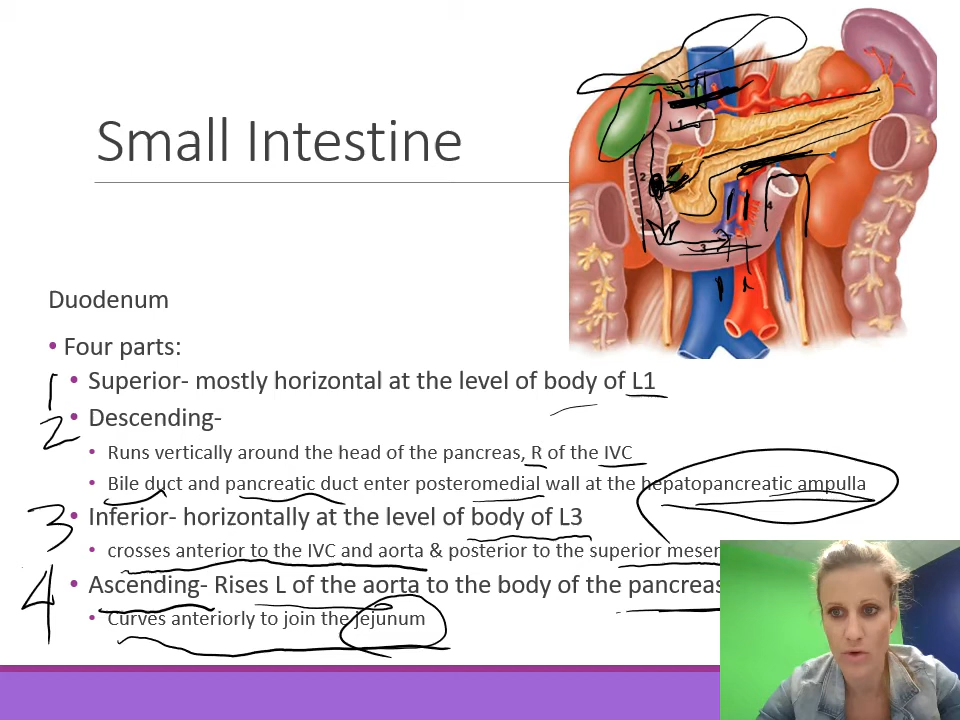 Small Intestine
1
2
3
4
Duodenum
• Four parts:
1 • Superior- mostly horizontal at the level of body of L1
2 • Descending-
• Runs vertically around the head of the pancreas, R of the IVC
• Bile duct and pancreatic duct enter posteromedial wall at the hepatopancreatic ampulla
3 • Inferior- horizontally at the level of body of L3
• crosses anterior to the IVC and aorta & posterior to the superior
4 • Ascending- Rises L of the aorta to the body of the pancreas
• Curves anteriorly to join the jejunum